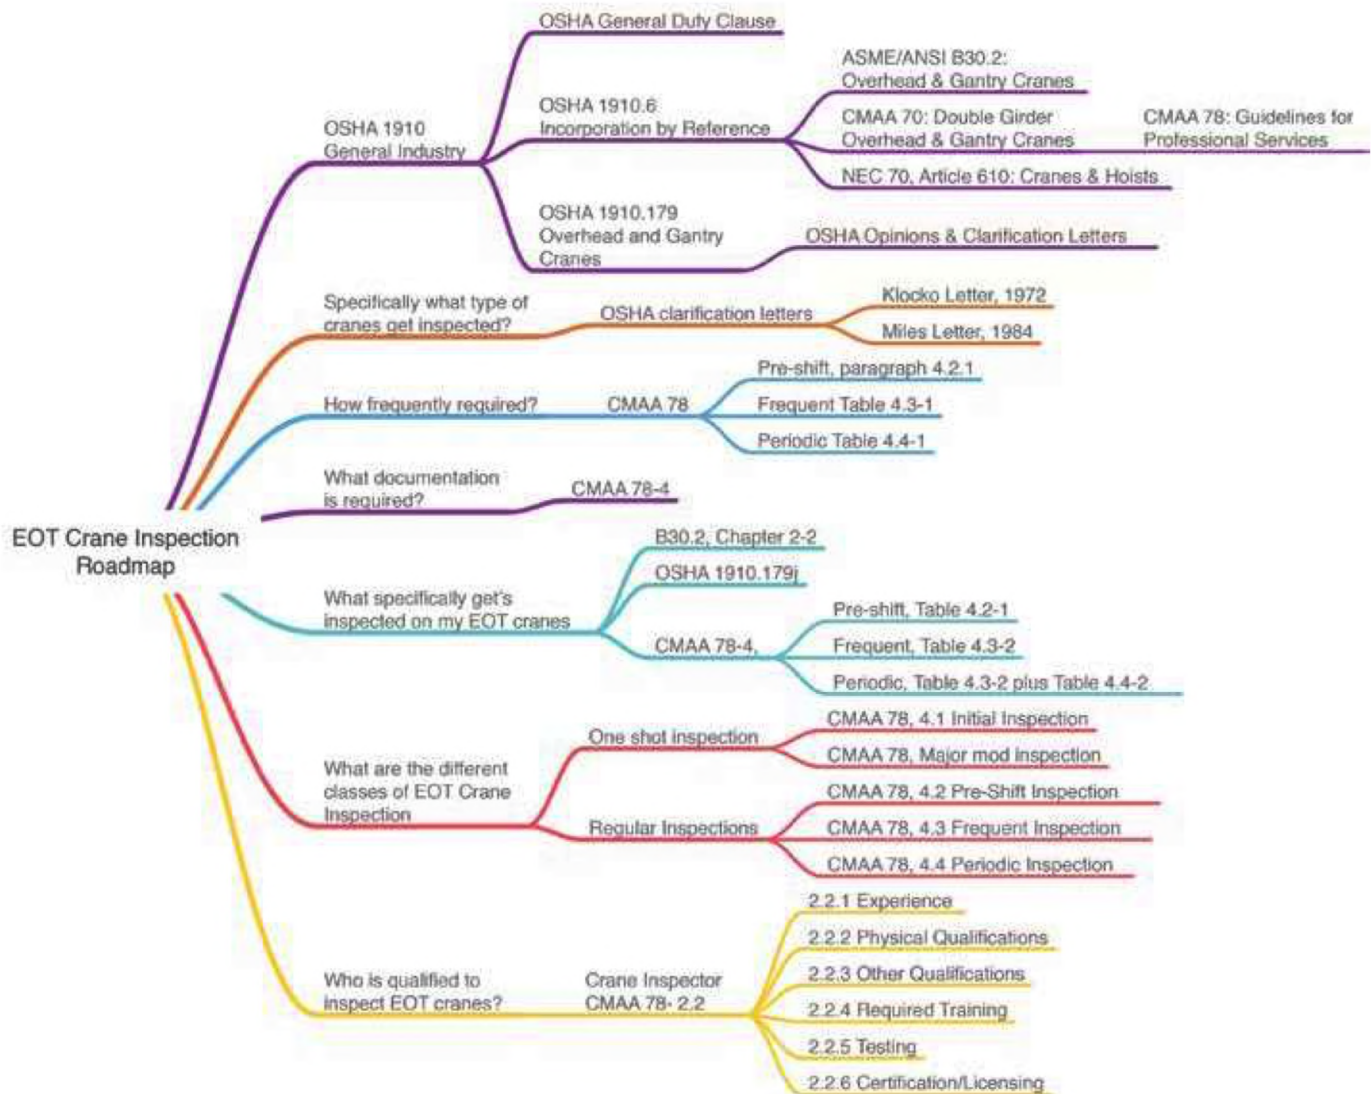 EOT Crane Inspection
Roadmap
OSHA 1910
General Industry
OSHA General Duty Clause
OSHA 1910.6
Incorporation by Reference
ASME/ANSI B30.2:
Overhead & Gantry Cranes
CMAA 70: Double Girder
Overhead & Gantry Cranes
CMAA 78: Guidelines for
Professional Services
NEC 70, Article 610: Cranes & Hoists
OSHA 1910.179
Overhead and Gantry
Cranes
OSHA Opinions & Clarification Letters
Specifically what type of
cranes get inspected?
OSHA clarification letters
Klocko Letter, 1972
Miles Letter, 1984
How frequently required?
CMAA 78
Pre-shift, paragraph 4.2.1
Frequent Table 4.3-1
Periodic Table 4.4-1
What documentation
is required?
CMAA 78-4
What specifically get's
inspected on my EOT cranes
B30.2, Chapter 2-2
OSHA 1910.179j
CMAA 78-4,
Pre-shift, Table 4.2-1
Frequent, Table 4.3-2
Periodic, Table 4.3-2 plus Table 4.4-2
What are the different
classes of EOT Crane
Inspection
One shot inspection
CMAA 78, 4.1 Initial Inspection
CMAA 78, Major mod inspection
Regular Inspections
CMAA 78, 4.2 Pre-Shift Inspection
CMAA 78, 4.3 Frequent Inspection
CMAA 78, 4.4 Periodic Inspection
Who is qualified to
inspect EOT cranes?
Crane Inspector
CMAA 78- 2.2
2.2.1 Experience
2.2.2 Physical Qualifications
2.2.3 Other Qualifications
2.2.4 Required Training
2.2.5 Testing
2.2.6 Certification/Licensing